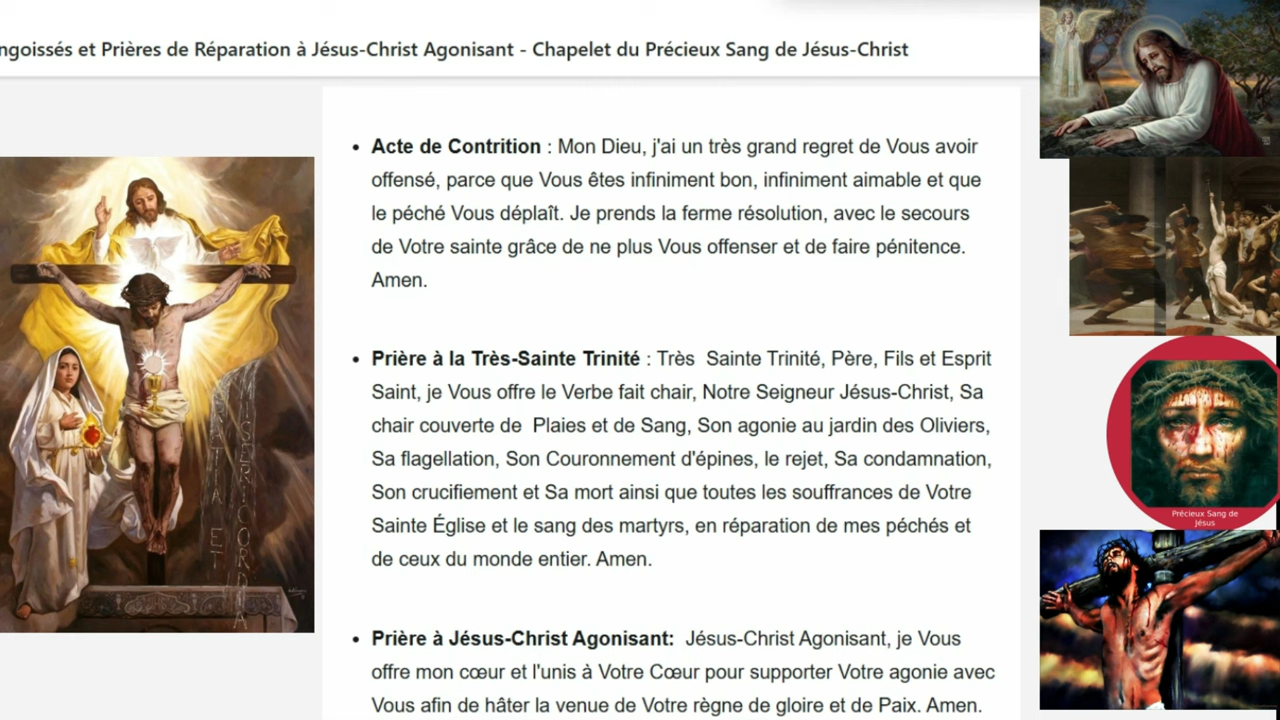 ngoissés et Prières de Réparation à Jésus-Christ Agonisant - Chapelet du Précieux Sang de Jésus-Christ
• Acte de Contrition : Mon Dieu, j'ai un très grand regret de Vous avoir
offensé, parce que Vous êtes infiniment bon, infiniment aimable et que
le péché Vous déplaît. Je prends la ferme résolution, avec le secours
de Votre sainte grâce de ne plus Vous offenser et de faire pénitence.
Amen.
• Prière à la Très-Sainte Trinité : Très Sainte Trinité, Père, Fils et Esprit
Saint, je Vous offre le Verbe fait chair, Notre Seigneur Jésus-Christ, Sa
chair couverte de Plaies et de Sang, Son agonie au jardin des Oliviers,
Sa flagellation, Son Couronnement d'épines, le rejet, Sa condamnation,
Son crucifiement et Sa mort ainsi que toutes les souffrances de Votre
Sainte Église et le sang des martyrs, en réparation de mes péchés et
de ceux du monde entier. Amen.
• Prière à Jésus-Christ Agonisant: Jésus-Christ Agonisant, je Vous
offre mon cœur et l'unis à Votre Cœur pour supporter Votre agonie avec
Vous afin de hâter la venue de Votre règne de gloire et de Paix. Amen.
ET
MISERICORDIA
Précieux Sang de
Jésus